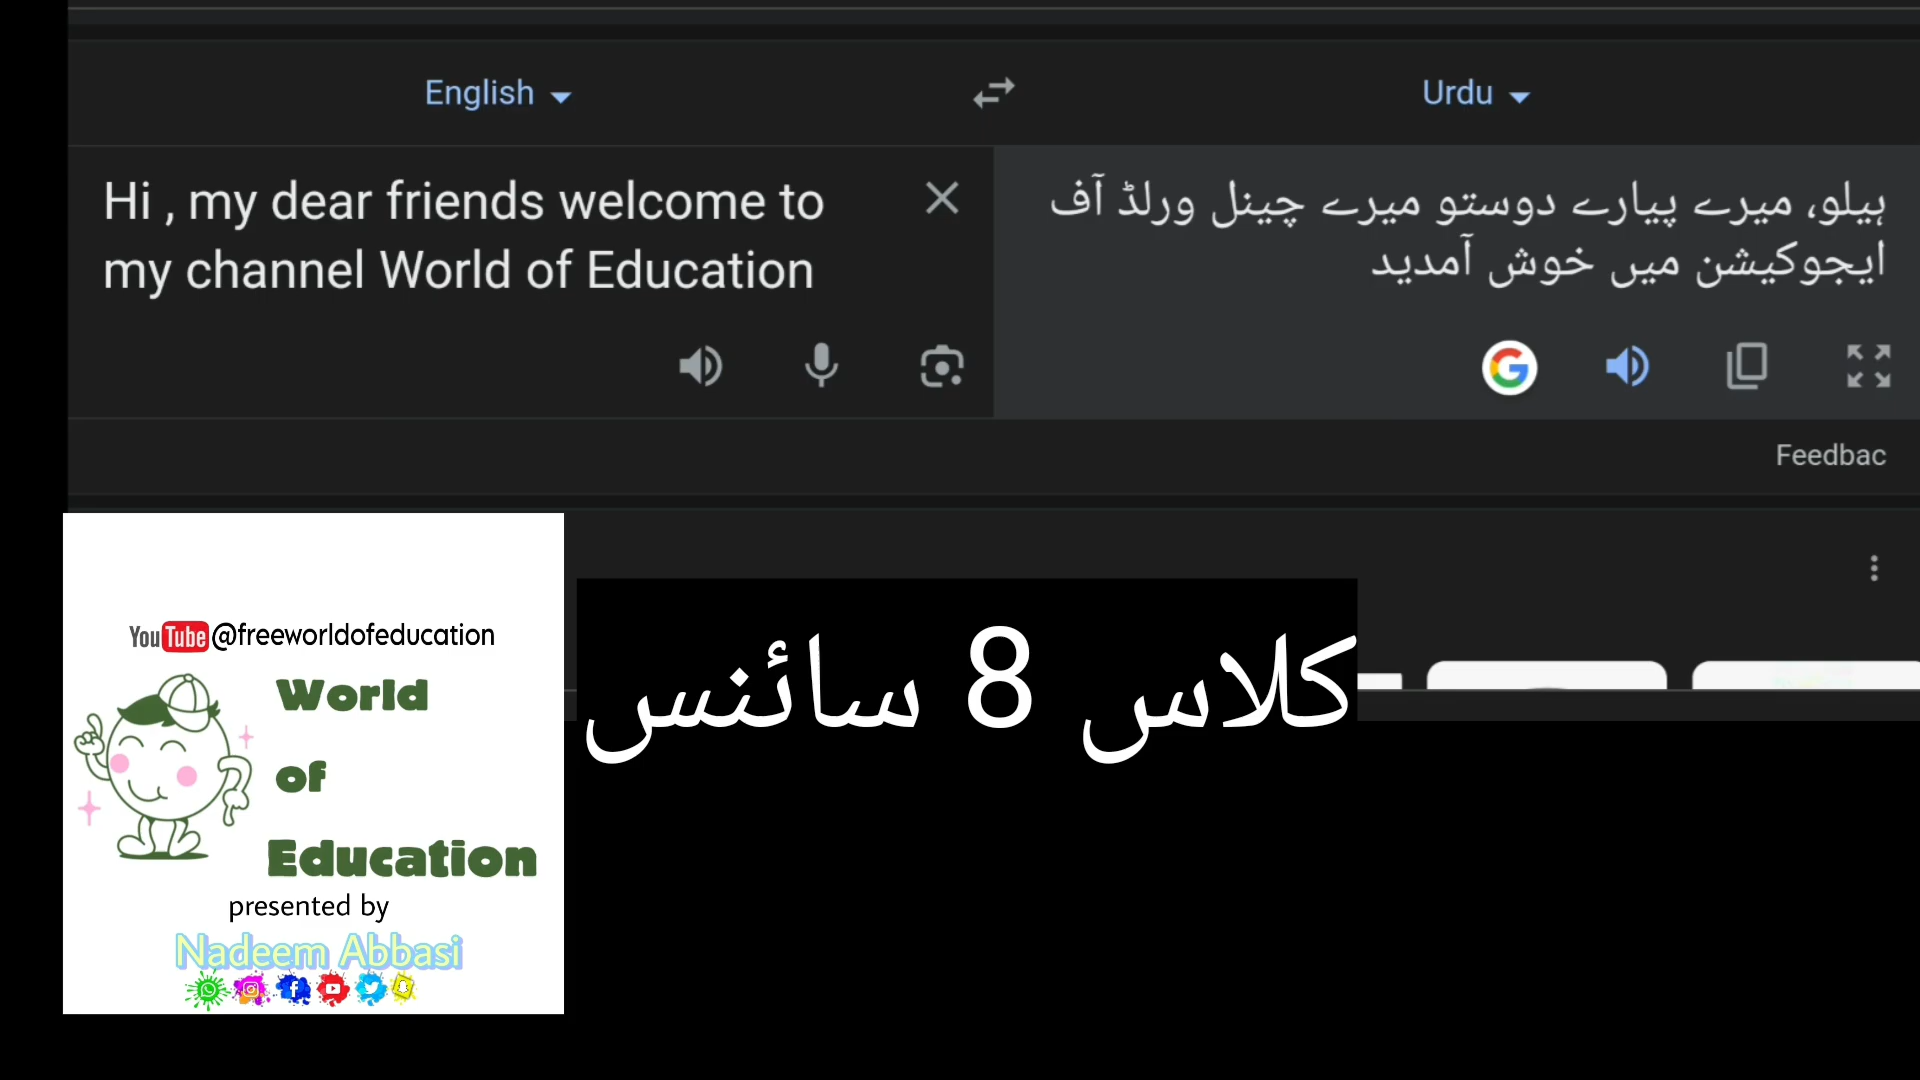 English
Urdu
Hi , my dear friends welcome to
my channel World of Education
ہیلو، میرے پیارے دوستو میرے چینل ورلڈ آف
ایجوکیشن میں خوش آمدید
Feedbac
YouTube @freeworldofeducation
World
of
Education
presented by
Nadeem Abbasi
کلاس 8 سائنس